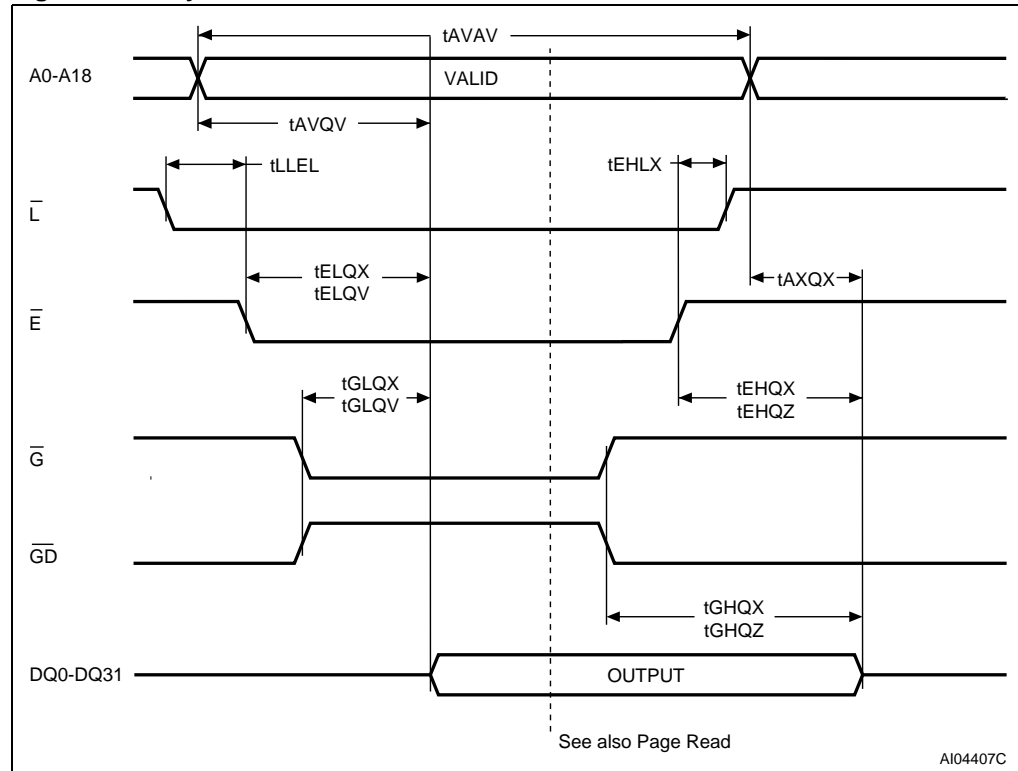 tAVAV
A0-A18
VALID
tAVQV
tLLEL
tEHLX
L̅
tELQX
tELQV
tAXQX
E̅
tGLQX
tGLQV
tEHQX
tEHQZ
G̅
G̅D̅
tGHQX
tGHQZ
DQ0-DQ31
OUTPUT
See also Page Read
AI04407C